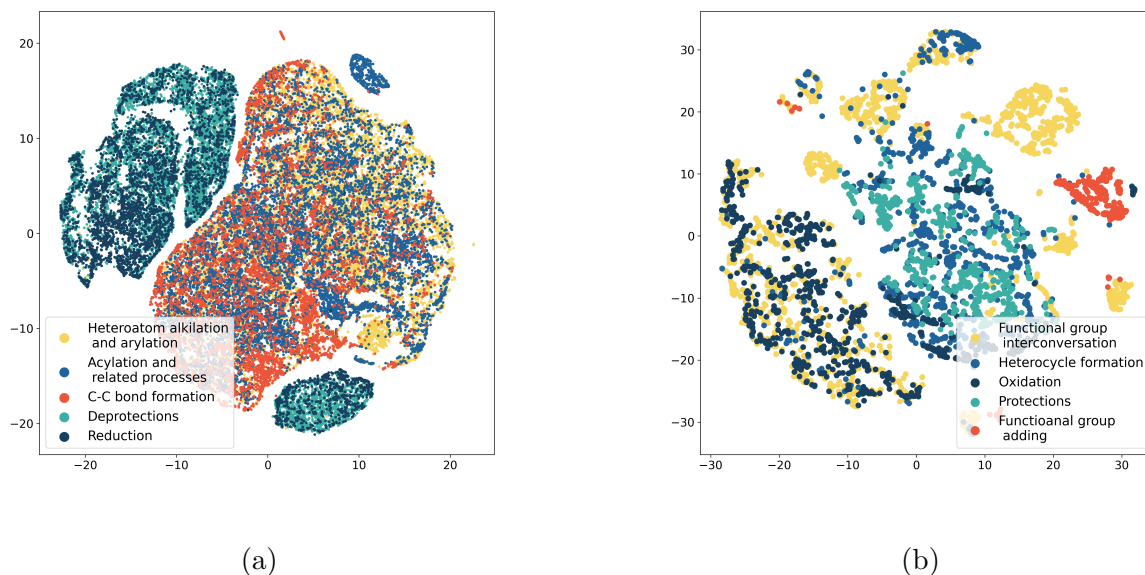 20
10
0
−10
−20
−20
−10
0
10
20
Heteroatom alkilation
and arylation
Acylation and
related processes
C-C bond formation
Deprotections
Reduction
(a)
30
20
10
0
−10
−20
−30
−30
−20
−10
0
10
20
30
Functional group
interconversation
Heterocycle formation
Oxidation
Protections
Functioanal group
adding
(b)